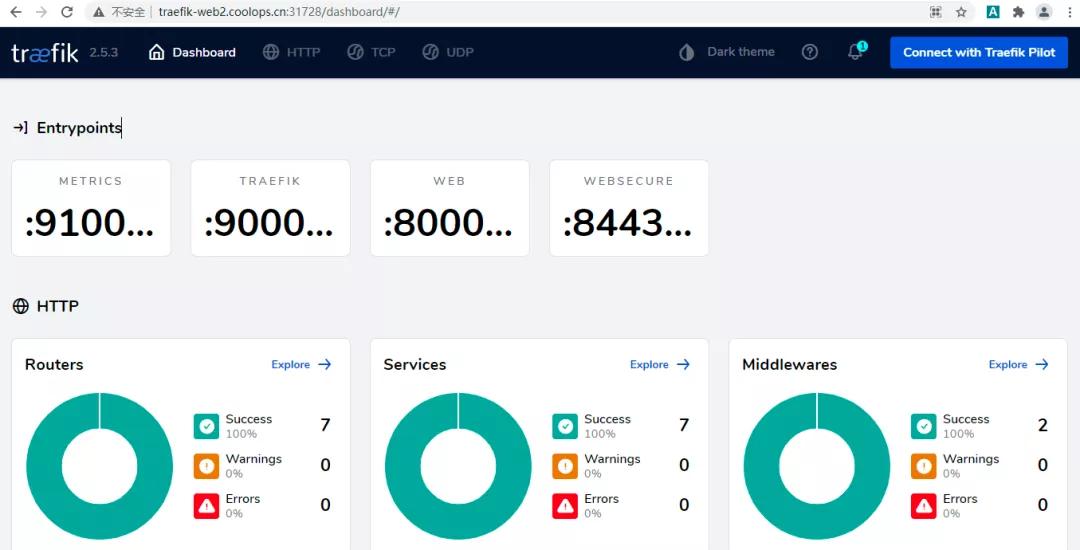 不安全 | traefik-web2.coolops.cn:31728/dashboard/#/
træfik 2.5.3 Dashboard HTTP TCP UDP Dark theme 1 Connect with Traefik Pilot
Entrypoints
METRICS TRAEFIK WEB WEBSECURE
:9100... :9000... :8000... :8443...
HTTP
Routers Explore Services Explore Middlewares Explore
Success 7 Success 7 Success 2
100% 100% 100%
Warnings 0 Warnings 0 Warnings 0
0% 0% 0%
Errors 0 Errors 0 Errors 0
0% 0% 0%